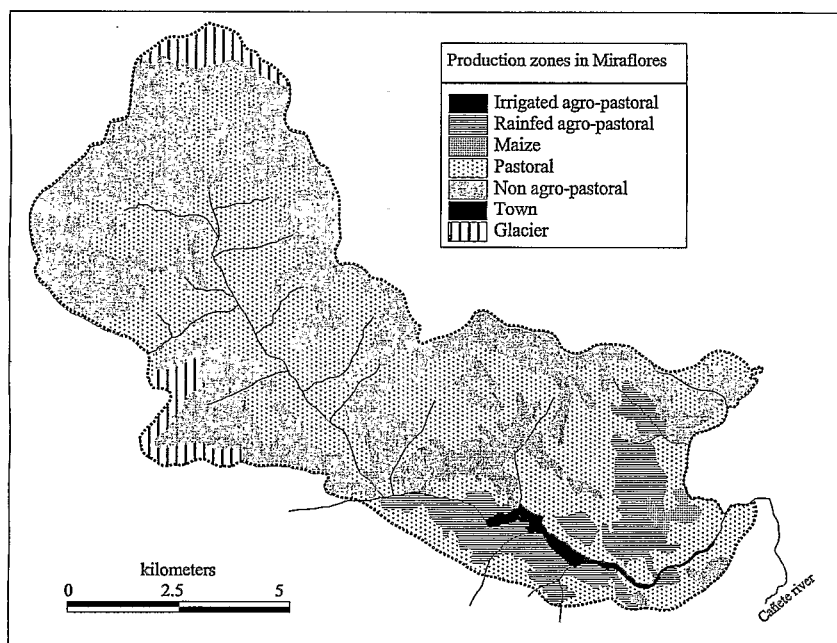 Production zones in Miraflores
Irrigated agro-pastoral
Rainfed agro-pastoral
Maize
Pastoral
Non agro-pastoral
Town
Glacier
kilometers
0 2.5 5
Cañete river